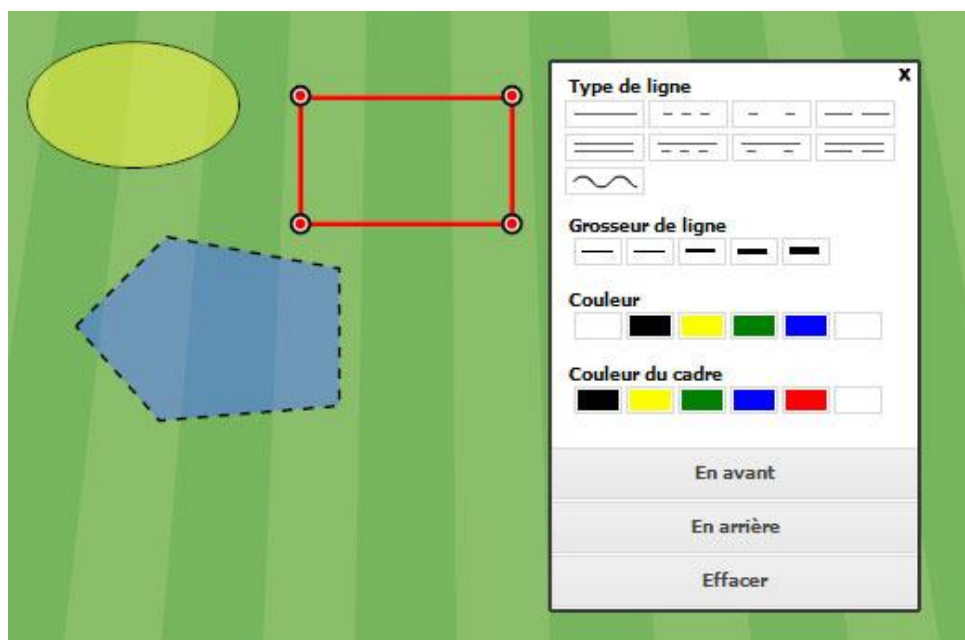 x
Type de ligne
Grosseur de ligne
Couleur
Couleur du cadre
En avant
En arrière
Effacer